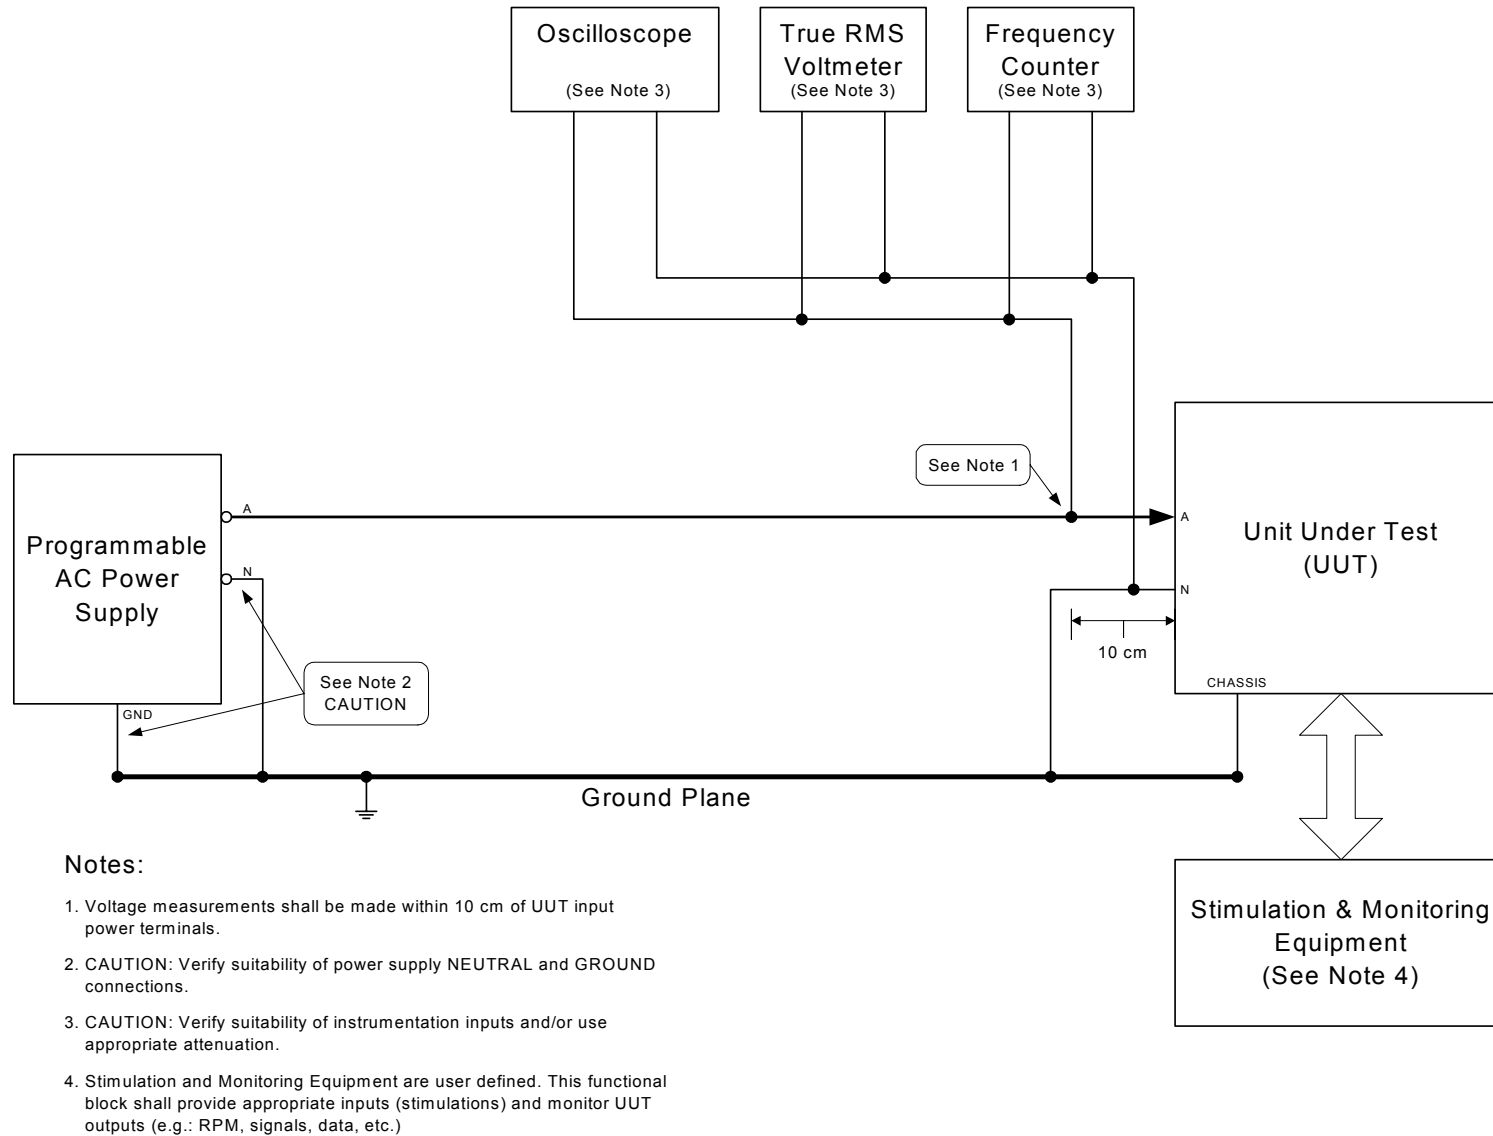 Oscilloscope
(See Note 3)
True RMS
Voltmeter
(See Note 3)
Frequency
Counter
(See Note 3)
See Note 1
Programmable
AC Power
Supply
A
N
GND
See Note 2
CAUTION
A
N
Unit Under Test
(UUT)
10 cm
CHASSIS
Ground Plane
Stimulation & Monitoring
Equipment
(See Note 4)
Notes:
1. Voltage measurements shall be made within 10 cm of UUT input
power terminals.
2. CAUTION: Verify suitability of power supply NEUTRAL and GROUND
connections.
3. CAUTION: Verify suitability of instrumentation inputs and/or use
appropriate attenuation.
4. Stimulation and Monitoring Equipment are user defined. This functional
block shall provide appropriate inputs (stimulations) and monitor UUT
outputs (e.g.: RPM, signals, data, etc.)